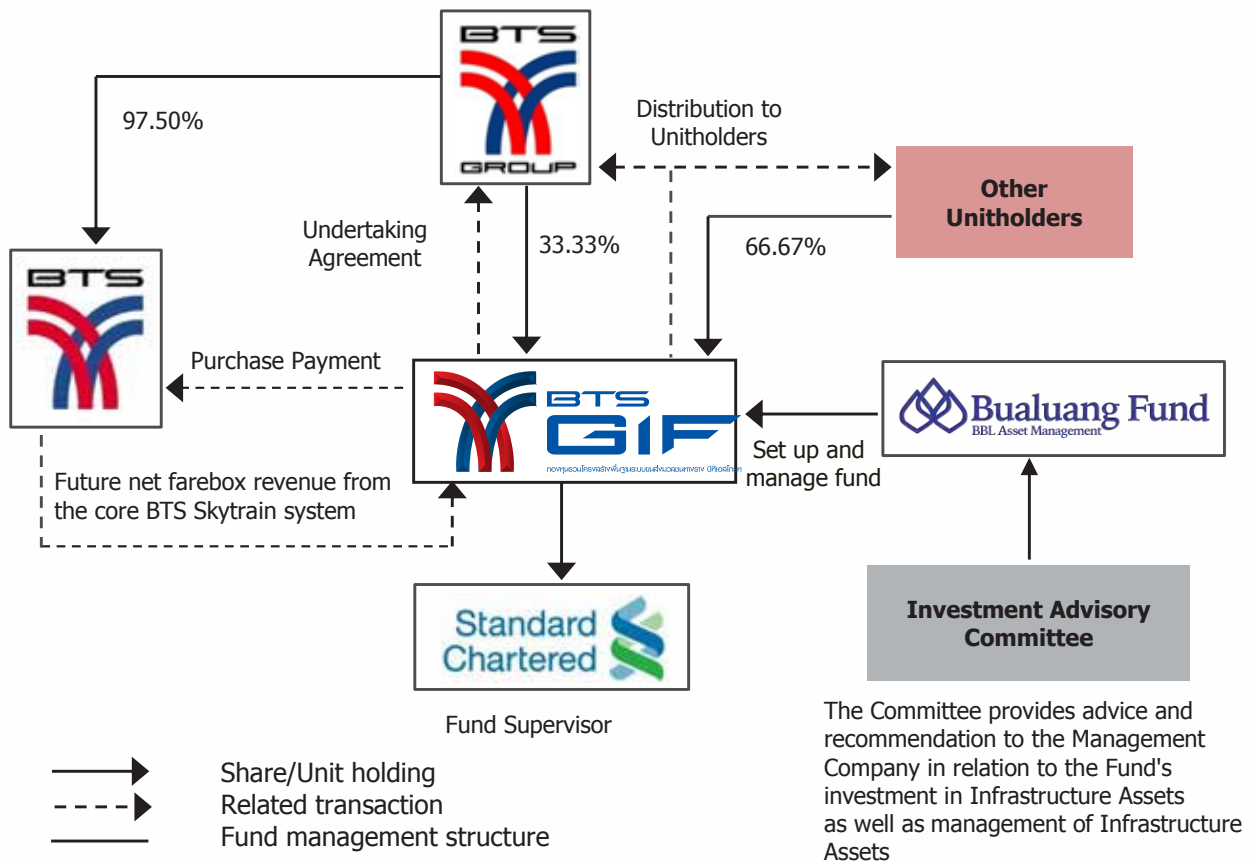 BTS
GROUP
97.50%
Distribution to
Unitholders
Other
Unitholders
Undertaking
Agreement
33.33%
66.67%
BTS
Purchase Payment
BTS
GIF
Bualuang Fund
BBL Asset Management
Set up and
manage fund
Future net farebox revenue from
the core BTS Skytrain system
Standard
Chartered
Investment Advisory
Committee
Fund Supervisor
The Committee provides advice and
recommendation to the Management
Company in relation to the Fund's
investment in Infrastructure Assets
as well as management of Infrastructure
Assets
Share/Unit holding
Related transaction
Fund management structure